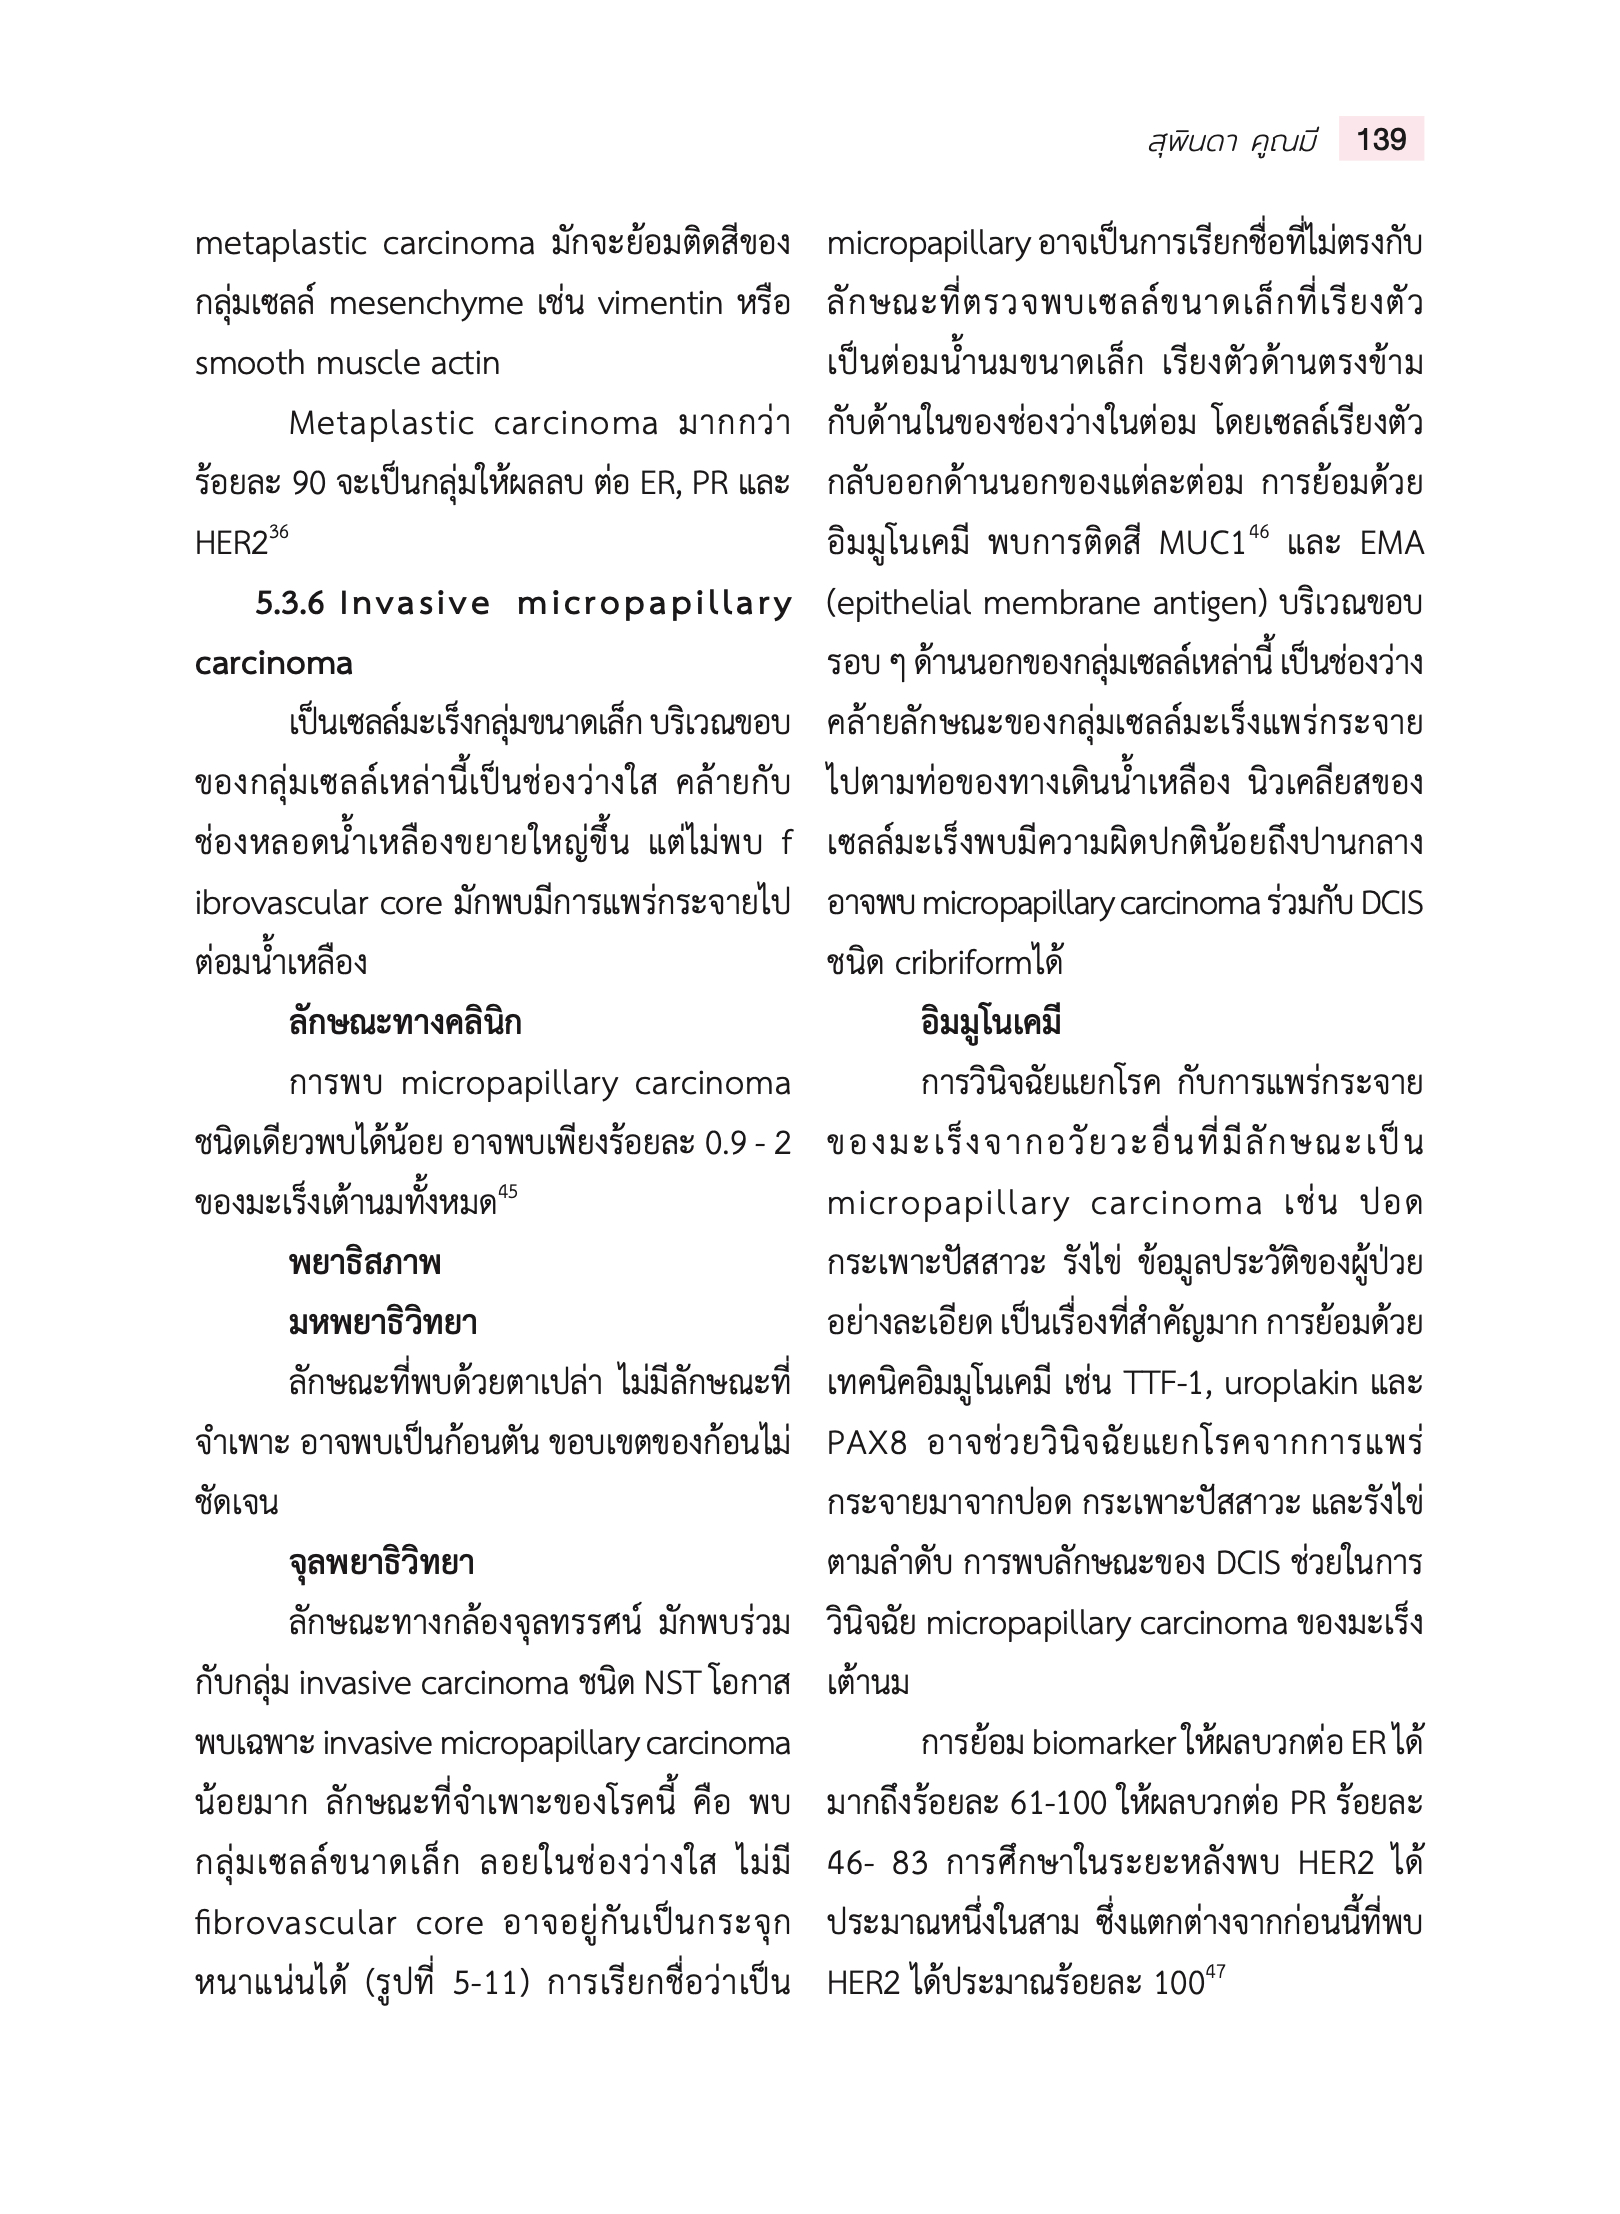 สุพินดา คูณมี 139
metaplastic carcinoma มักจะย้อมติดสีของ
กลุ่มเซลล์ mesenchyme เช่น vimentin หรือ
smooth muscle actin
Metaplastic carcinoma มากกว่า
ร้อยละ 90 จะเป็นกลุ่มให้ผลลบ ต่อ ER, PR และ
HER2³⁶
5.3.6 Invasive micropapillary
carcinoma
เป็นเซลล์มะเร็งกลุ่มขนาดเล็ก บริเวณขอบ
ของกลุ่มเซลล์เหล่านี้เป็นช่องว่างใส คล้ายกับ
ช่องหลอดน้ำเหลืองขยายใหญ่ขึ้น แต่ไม่พบ f
ibrovascular core มักพบมีการแพร่กระจายไป
ต่อมน้ำเหลือง
ลักษณะทางคลินิก
การพบ micropapillary carcinoma
ชนิดเดียวพบได้น้อย อาจพบเพียงร้อยละ 0.9 - 2
ของมะเร็งเต้านมทั้งหมด⁴⁵
พยาธิสภาพ
มหพยาธิวิทยา
ลักษณะที่พบด้วยตาเปล่า ไม่มีลักษณะที่
จำเพาะ อาจพบเป็นก้อนตัน ขอบเขตของก้อนไม่
ชัดเจน
จุลพยาธิวิทยา
ลักษณะทางกล้องจุลทรรศน์ มักพบร่วม
กับกลุ่ม invasive carcinoma ชนิด NST โอกาส
พบเฉพาะ invasive micropapillary carcinoma
น้อยมาก ลักษณะที่จำเพาะของโรคนี้ คือ พบ
กลุ่มเซลล์ขนาดเล็ก ลอยในช่องว่างใส ไม่มี
fibrovascular core อาจอยู่กันเป็นกระจุก
หนาแน่นได้ (รูปที่ 5-11) การเรียกชื่อว่าเป็น
micropapillary อาจเป็นการเรียกชื่อที่ไม่ตรงกับ
ลักษณะที่ตรวจพบเซลล์ขนาดเล็กที่เรียงตัว
เป็นต่อมน้ำนมขนาดเล็ก เรียงตัวด้านตรงข้าม
กับด้านในของช่องว่างในต่อม โดยเซลล์เรียงตัว
กลับออกด้านนอกของแต่ละต่อม การย้อมด้วย
อิมมูโนเคมี พบการติดสี MUC1⁴⁶ และ EMA
(epithelial membrane antigen) บริเวณขอบ
รอบ ๆ ด้านนอกของกลุ่มเซลล์เหล่านี้ เป็นช่องว่าง
คล้ายลักษณะของกลุ่มเซลล์มะเร็งแพร่กระจาย
ไปตามท่อของทางเดินน้ำเหลือง นิวเคลียสของ
เซลล์มะเร็งพบมีความผิดปกติน้อยถึงปานกลาง
อาจพบ micropapillary carcinoma ร่วมกับ DCIS
ชนิด cribriformได้
อิมมูโนเคมี
การวินิจฉัยแยกโรค กับการแพร่กระจาย
ของมะเร็งจากอวัยวะอื่นที่มีลักษณะเป็น
micropapillary carcinoma เช่น ปอด
กระเพาะปัสสาวะ รังไข่ ข้อมูลประวัติของผู้ป่วย
อย่างละเอียด เป็นเรื่องที่สำคัญมาก การย้อมด้วย
เทคนิคอิมมูโนเคมี เช่น TTF-1, uroplakin และ
PAX8 อาจช่วยวินิจฉัยแยกโรคจากการแพร่
กระจายมาจากปอด กระเพาะปัสสาวะ และรังไข่
ตามลำดับ การพบลักษณะของ DCIS ช่วยในการ
วินิจฉัย micropapillary carcinoma ของมะเร็ง
เต้านม
การย้อม biomarker ให้ผลบวกต่อ ER ได้
มากถึงร้อยละ 61-100 ให้ผลบวกต่อ PR ร้อยละ
46- 83 การศึกษาในระยะหลังพบ HER2 ได้
ประมาณหนึ่งในสาม ซึ่งแตกต่างจากก่อนนี้ที่พบ
HER2 ได้ประมาณร้อยละ 100⁴⁷